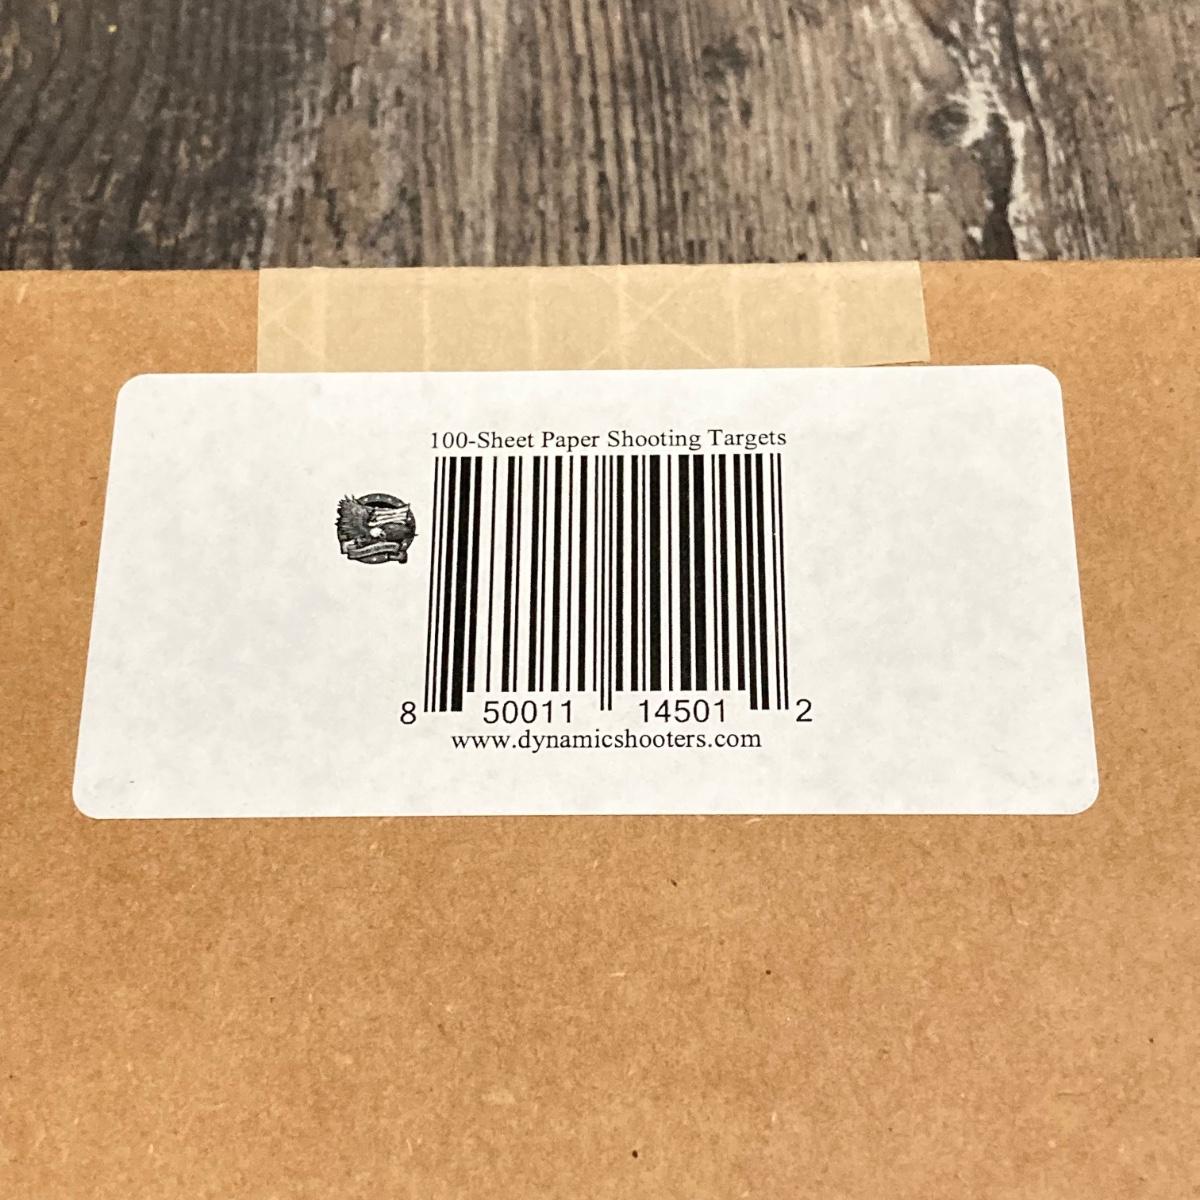 100-Sheet Paper Shooting Targets
8 50011 14501 2
www.dynamicshooters.com